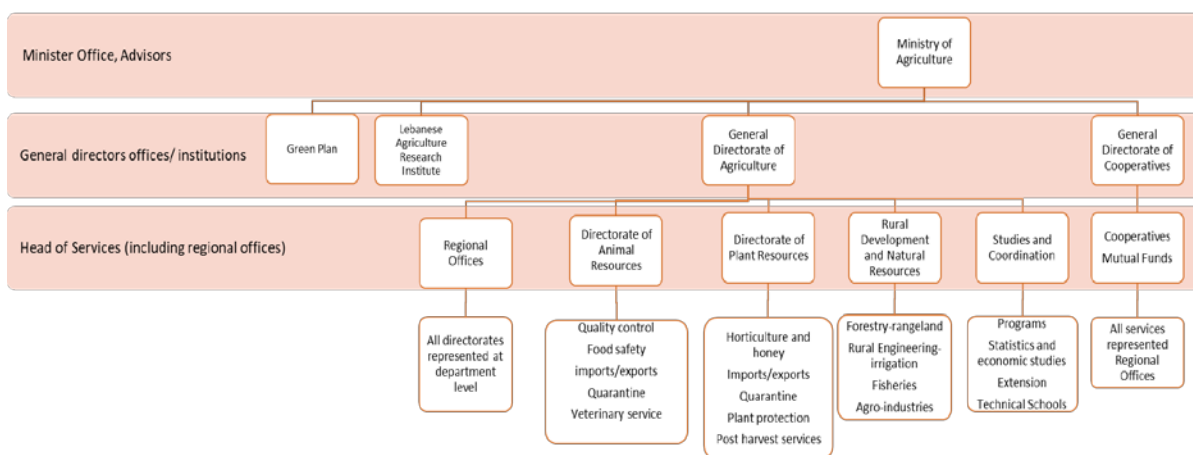 Minister Office, Advisors
Ministry of
Agriculture
General directors offices/ institutions
Green Plan
Lebanese
Agriculture
Research
Institute
General
Directorate of
Agriculture
General
Directorate of
Cooperatives
Head of Services (including regional offices)
Regional
Offices
Directorate of
Animal
Resources
Directorate of
Plant Resources
Rural
Development
and Natural
Resources
Studies and
Coordination
Cooperatives
Mutual Funds
All directorates
represented at
department
level
Quality control
Food safety
imports/exports
Quarantine
Veterinary service
Horticulture and
honey
Imports/exports
Quarantine
Plant protection
Post harvest services
Forestry-rangeland
Rural Engineering-
irrigation
Fisheries
Agro-industries
Programs
Statistics and
economic studies
Extension
Technical Schools
All services
represented
Regional
Offices